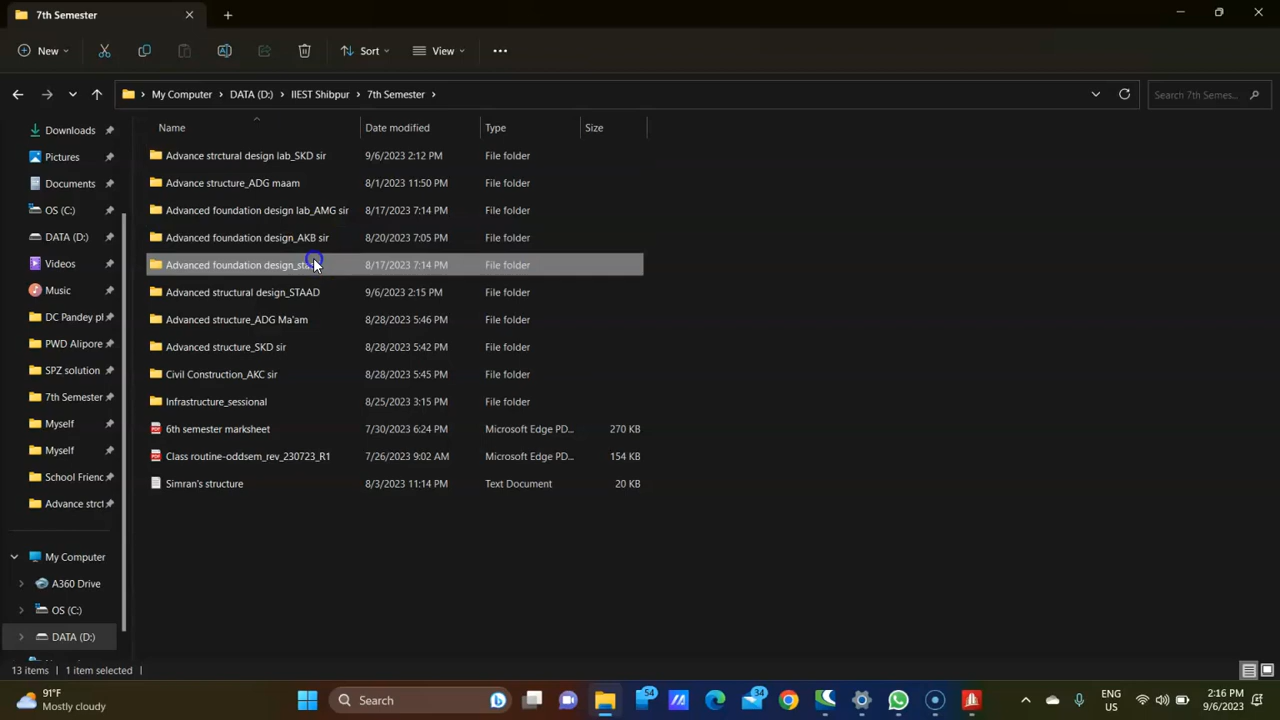 7th Semester
New
Sort
View
My Computer > DATA (D:) > IIEST Shibpur > 7th Semester >
Search 7th Semes...
Name Date modified Type Size
Downloads
Pictures
Documents
OS (C:)
DATA (D:)
Videos
Music
DC Pandey pl
PWD Alipore
SPZ solution
7th Semester
Myself
Myself
School Frienc
Advance strct
My Computer
A360 Drive
OS (C:)
DATA (D:)
Advance strctural design lab_SKD sir 9/6/2023 2:12 PM File folder
Advance structure_ADG maam 8/1/2023 11:50 PM File folder
Advanced foundation design lab_AMG sir 8/17/2023 7:14 PM File folder
Advanced foundation design_AKB sir 8/20/2023 7:05 PM File folder
Advanced foundation 8/17/2023 7:14 PM File folder
Advanced structural design_STAAD 9/6/2023 2:15 PM File folder
Advanced structure_ADG Ma'am 8/28/2023 5:46 PM File folder
Advanced structure_SKD sir 8/28/2023 5:42 PM File folder
Civil Construction_AKC sir 8/28/2023 5:45 PM File folder
Infrastructure_sessional 8/25/2023 3:15 PM File folder
6th semester marksheet 7/30/2023 6:24 PM Microsoft Edge PD... 270 KB
Class routine-oddsem_rev_230723_R1 7/26/2023 9:02 AM Microsoft Edge PD... 154 KB
Simran's structure 8/3/2023 11:14 PM Text Document 20 KB
13 items 1 item selected
91°F
Mostly cloudy
Search
54
34
ENG
US
2:16 PM
9/6/2023